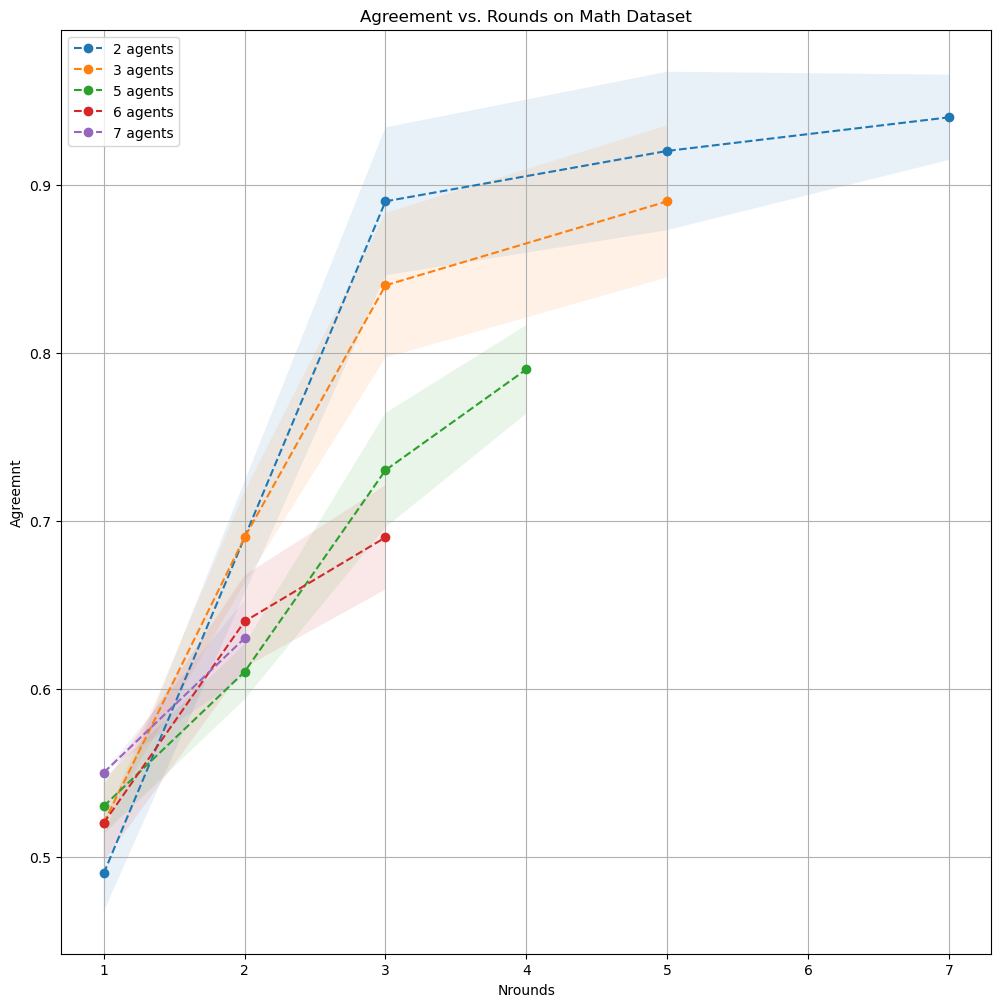 Agreement vs. Rounds on Math Dataset
2 agents
3 agents
5 agents
6 agents
7 agents
0.9
0.8
0.7
0.6
0.5
Agreemnt
1 2 3 4 5 6 7
Nrounds